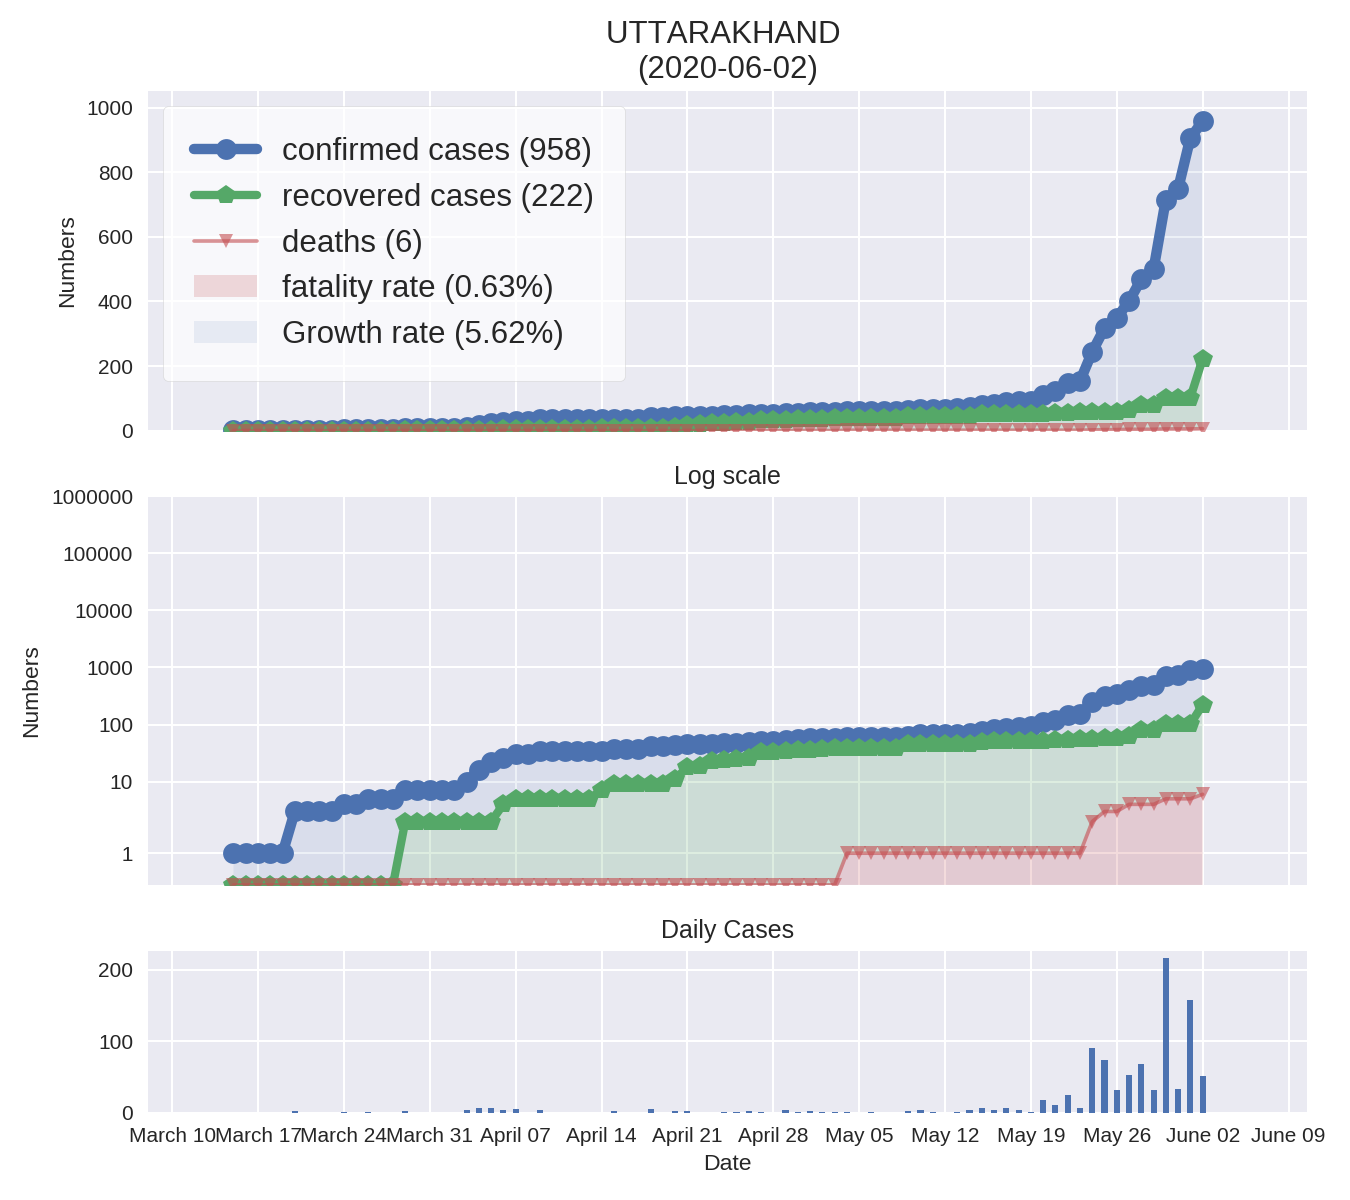 UTTARAKHAND
(2020-06-02)
1000
800
600
400
200
0
Numbers
confirmed cases (958)
recovered cases (222)
deaths (6)
fatality rate (0.63%)
Growth rate (5.62%)
Log scale
1000000
100000
10000
1000
100
10
1
Numbers
Daily Cases
200
100
0
March 10 March 17 March 24 March 31 April 07 April 14 April 21 April 28 May 05 May 12 May 19 May 26 June 02 June 09
Date